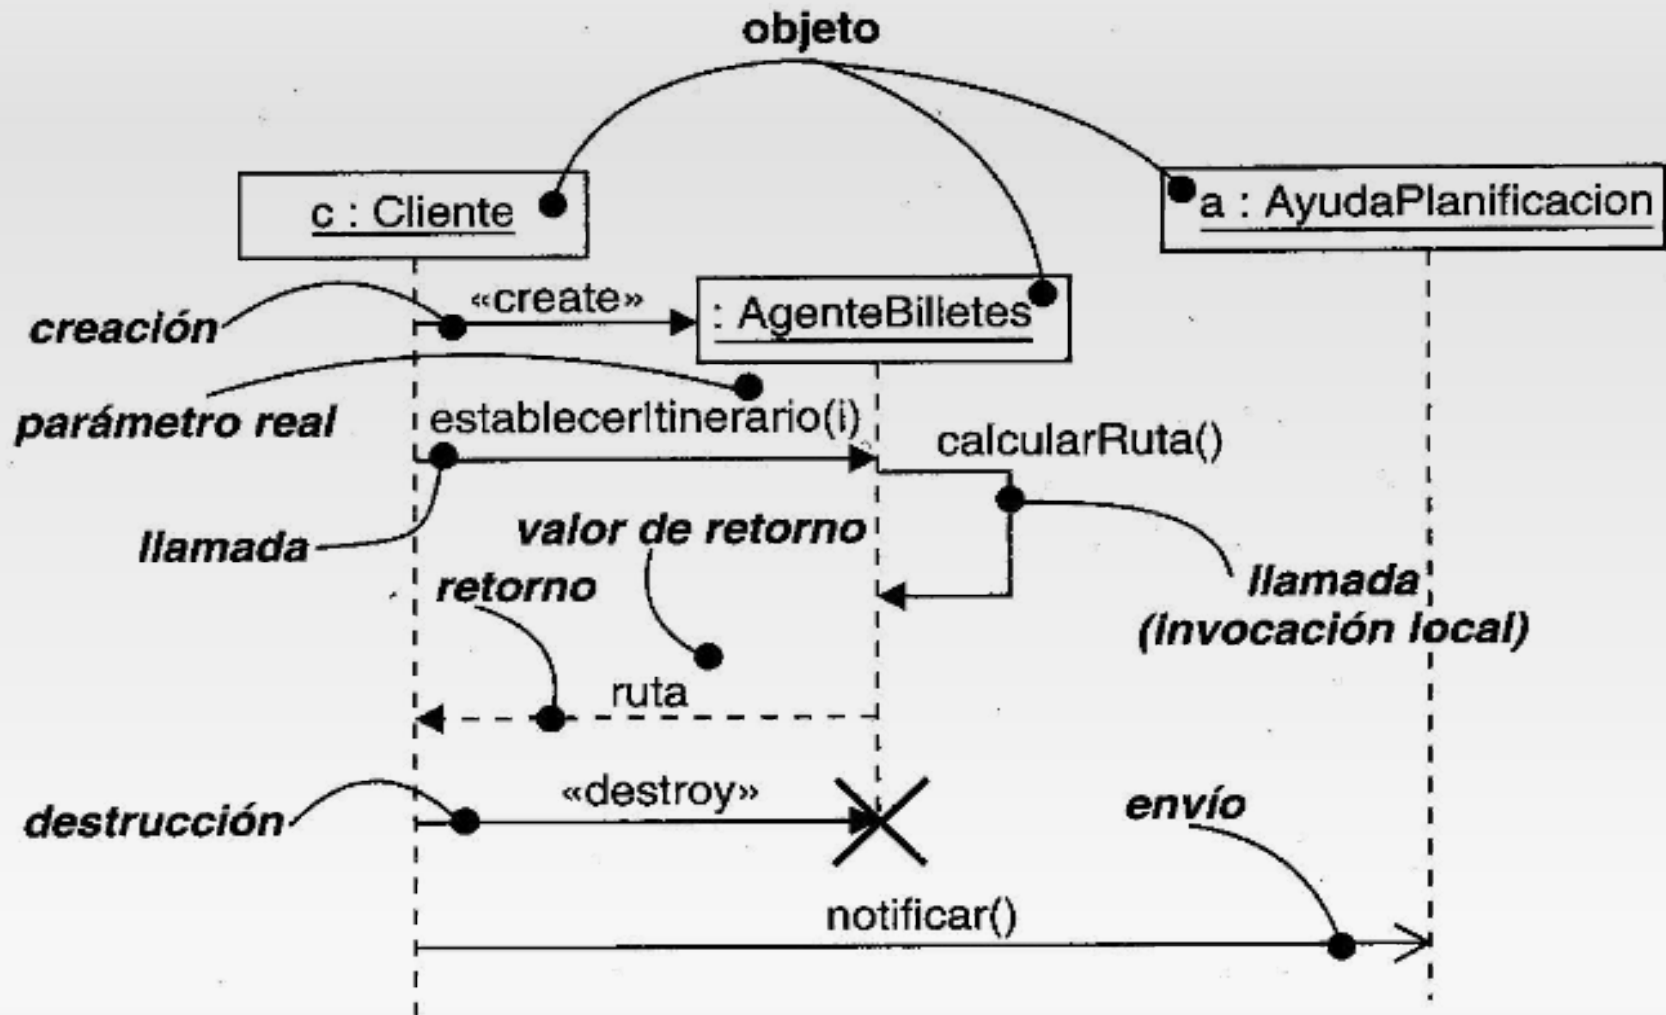 objeto
c : Cliente
a : AyudaPlanificacion
creación
«create»
: AgenteBilletes
parámetro real
establecerItinerario(i)
calcularRuta()
llamada
valor de retorno
retorno
llamada
(invocación local)
ruta
destrucción
«destroy»
envío
notificar()